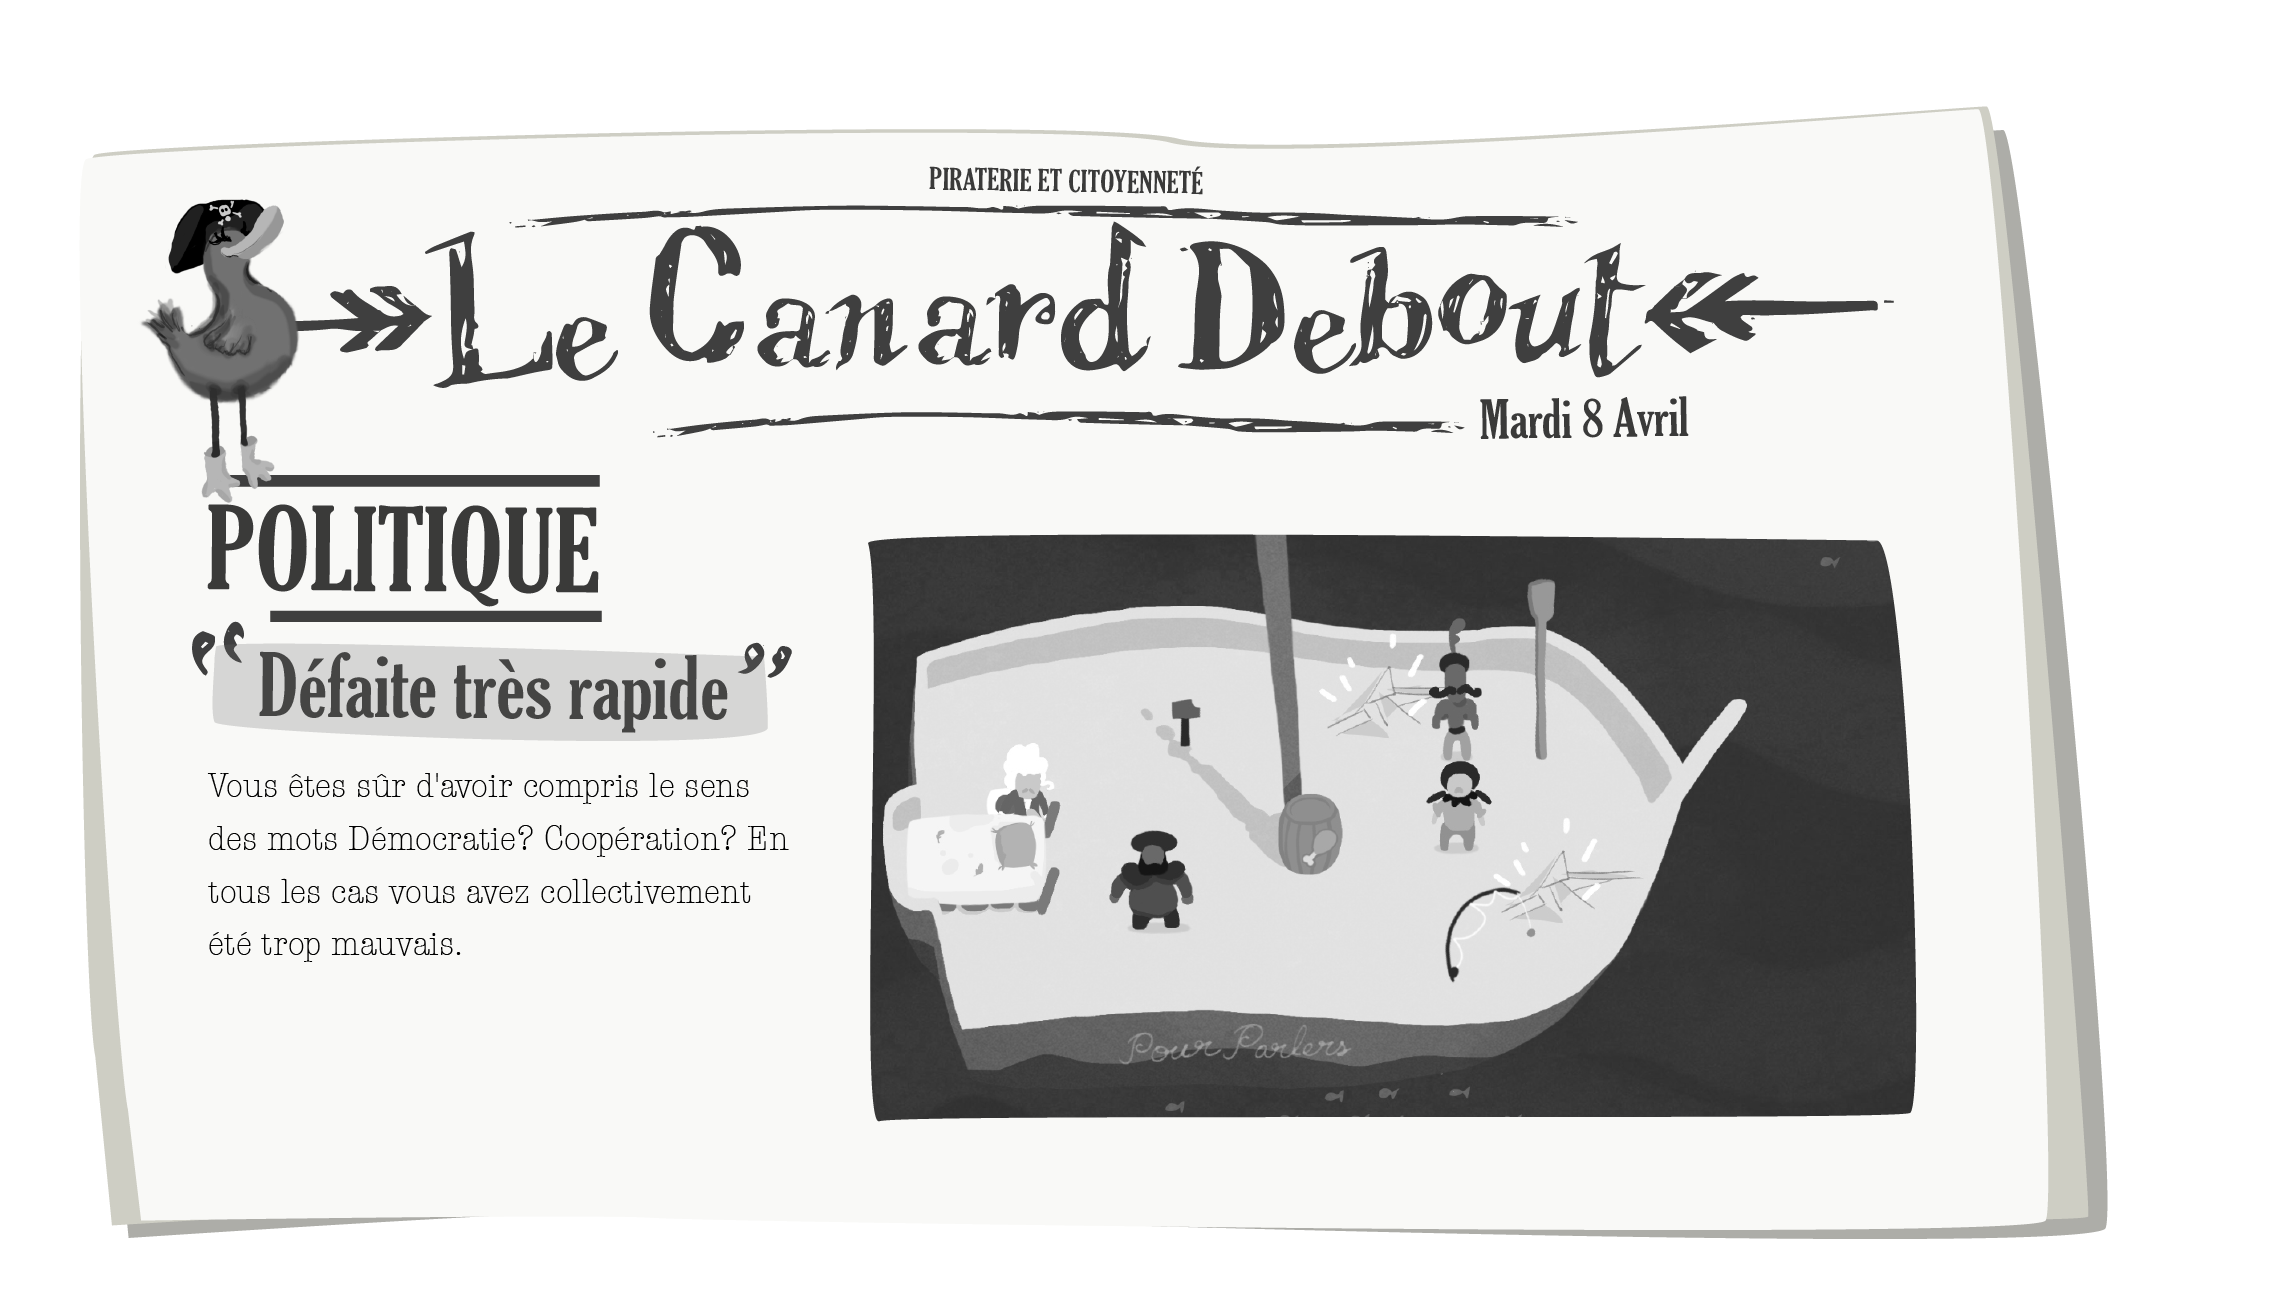 PIRATERIE ET CITOYENNETÉ
Le Canard Debout
Mardi 8 Avril
POLITIQUE
“ Défaite très rapide ”
Vous êtes sûr d'avoir compris le sens
des mots Démocratie? Coopération? En
tous les cas vous avez collectivement
été trop mauvais.
Pour Parlers